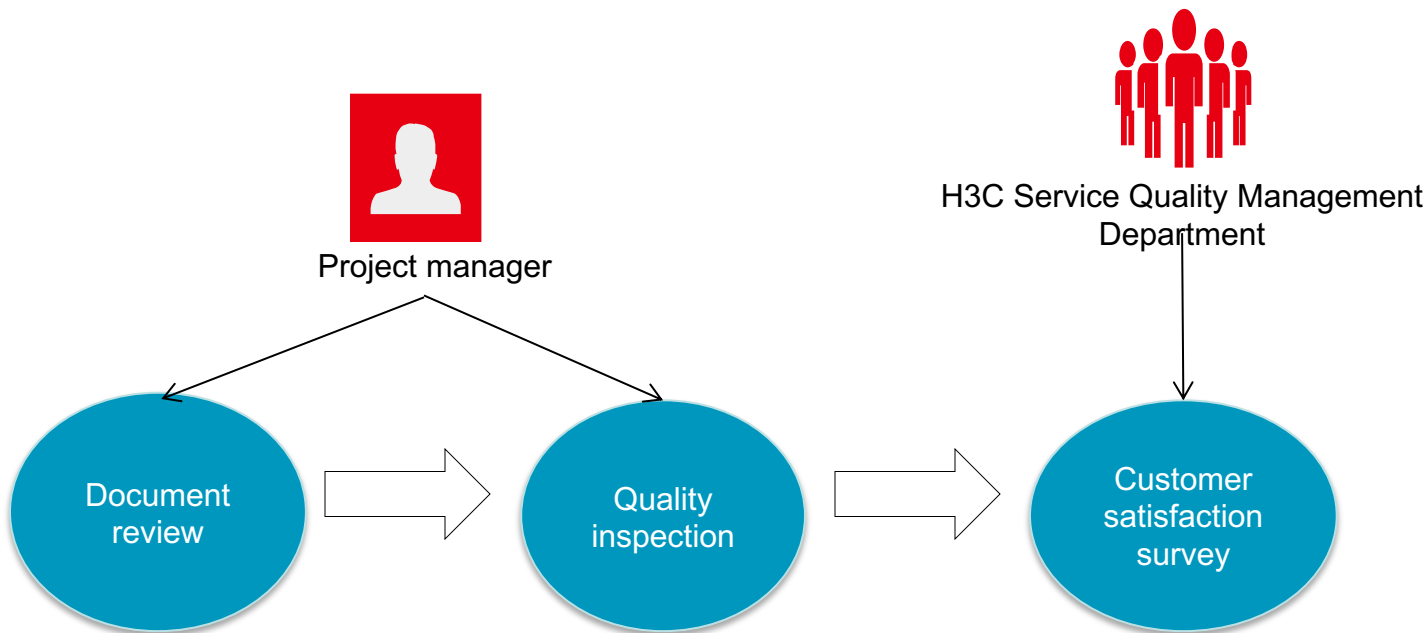 H3C Service Quality Management
Department
Project manager
Document
review
Quality
inspection
Customer
satisfaction
survey